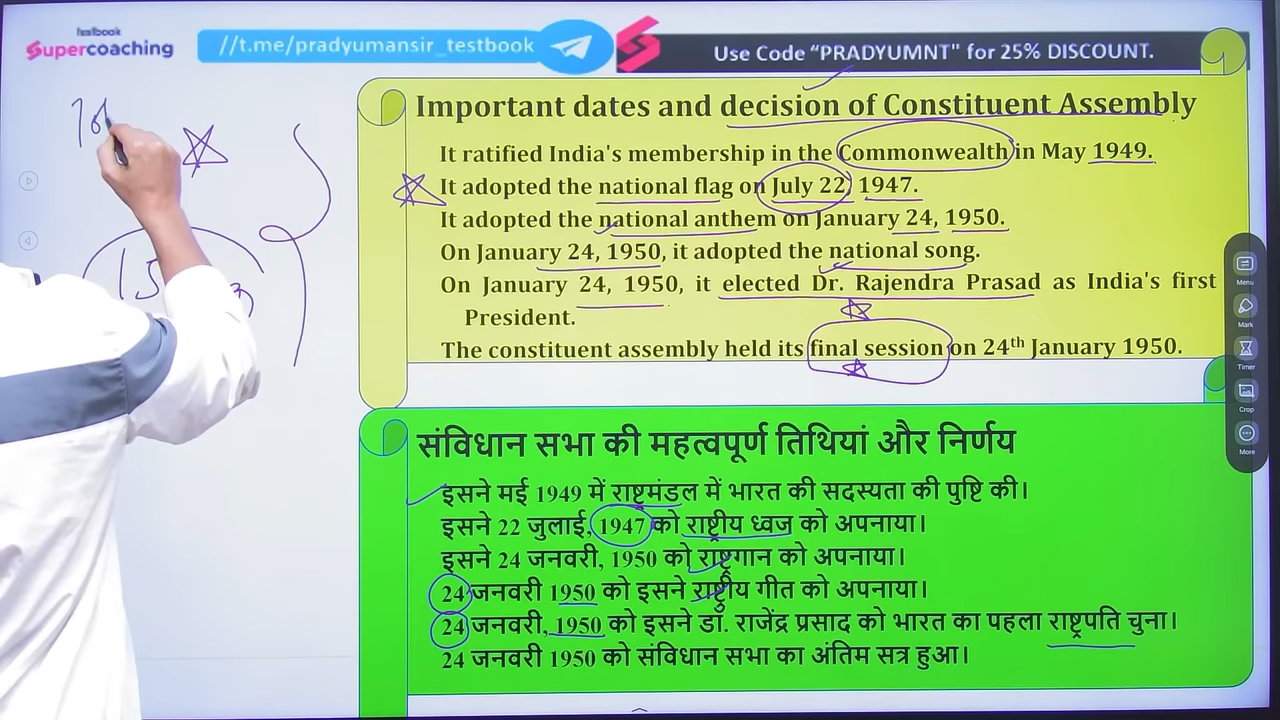 testbook
Supercoaching
//t.me/pradyumansir_testbook
Use Code “PRADYUMNT" for 25% DISCOUNT.
Important dates and decision of Constituent Assembly
It ratified India's membership in the Commonwealth in May 1949.
It adopted the national flag on July 22, 1947.
It adopted the national anthem on January 24, 1950.
On January 24, 1950, it adopted the national song.
On January 24, 1950, it elected Dr. Rajendra Prasad as India's first
President.
The constituent assembly held its final session on 24th January 1950.
संविधान सभा की महत्वपूर्ण तिथियां और निर्णय
इसने मई 1949 में राष्ट्रमंडल में भारत की सदस्यता की पुष्टि की।
इसने 22 जुलाई, 1947 को राष्ट्रीय ध्वज को अपनाया।
इसने 24 जनवरी, 1950 को राष्ट्रगान को अपनाया।
24 जनवरी 1950 को इसने राष्ट्रीय गीत को अपनाया।
24 जनवरी, 1950 को इसने डॉ. राजेंद्र प्रसाद को भारत का पहला राष्ट्रपति चुना।
24 जनवरी 1950 को संविधान सभा का अंतिम सत्र हुआ।
Menu
Mark
Timer
Crop
More